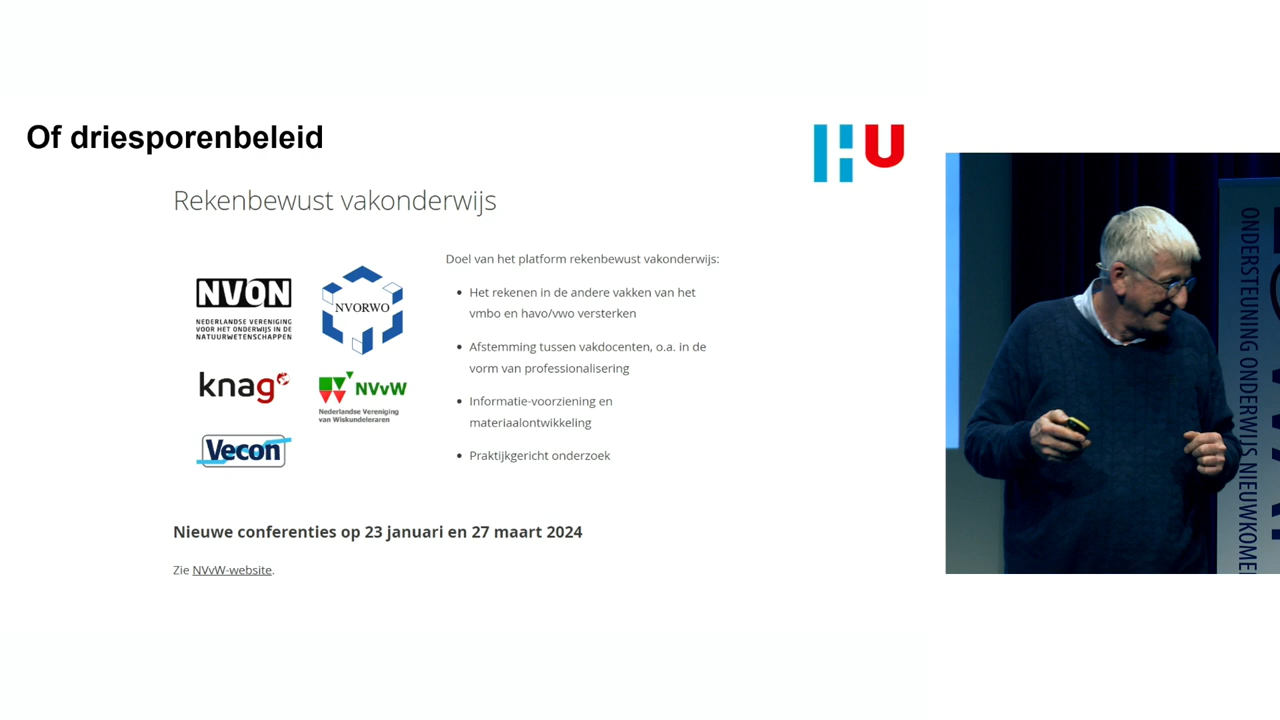 Of driesporenbeleid
HU
Rekenbewust vakonderwijs
NVON
NEDERLANDSE VERENIGING
VOOR HET ONDERWIJS IN DE
NATUURWETENSCHAPPEN
NVORWO
knag
NVvW
Nederlandse Vereniging
van Wiskundeleraren
Vecon
Doel van het platform rekenbewust vakonderwijs:
• Het rekenen in de andere vakken van het
vmbo en havo/vwo versterken
• Afstemming tussen vakdocenten, o.a. in de
vorm van professionalisering
• Informatie-voorziening en
materiaalontwikkeling
• Praktijkgericht onderzoek
Nieuwe conferenties op 23 januari en 27 maart 2024
Zie NVvW-website.
ONDERSTEUNING ONDERWIJS NIEUWKOME